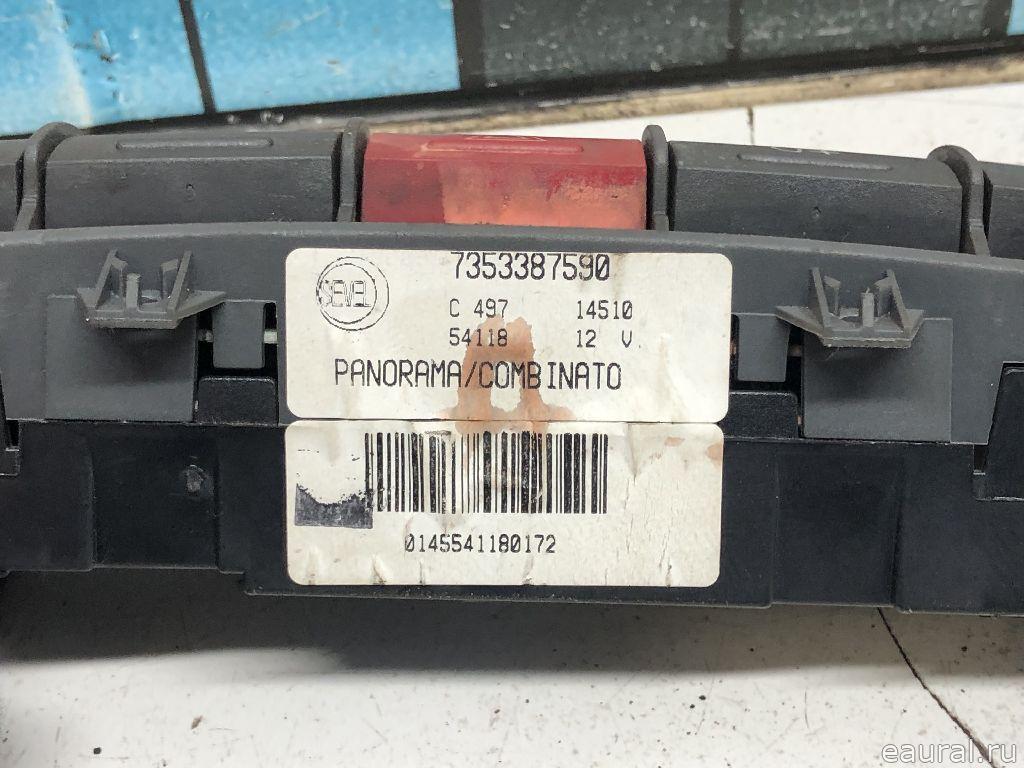 7353387590
SEVEL
C 497 14510
54118 12 V.
PANORAMA/COMBINATO
0145541180172
eaural.ru